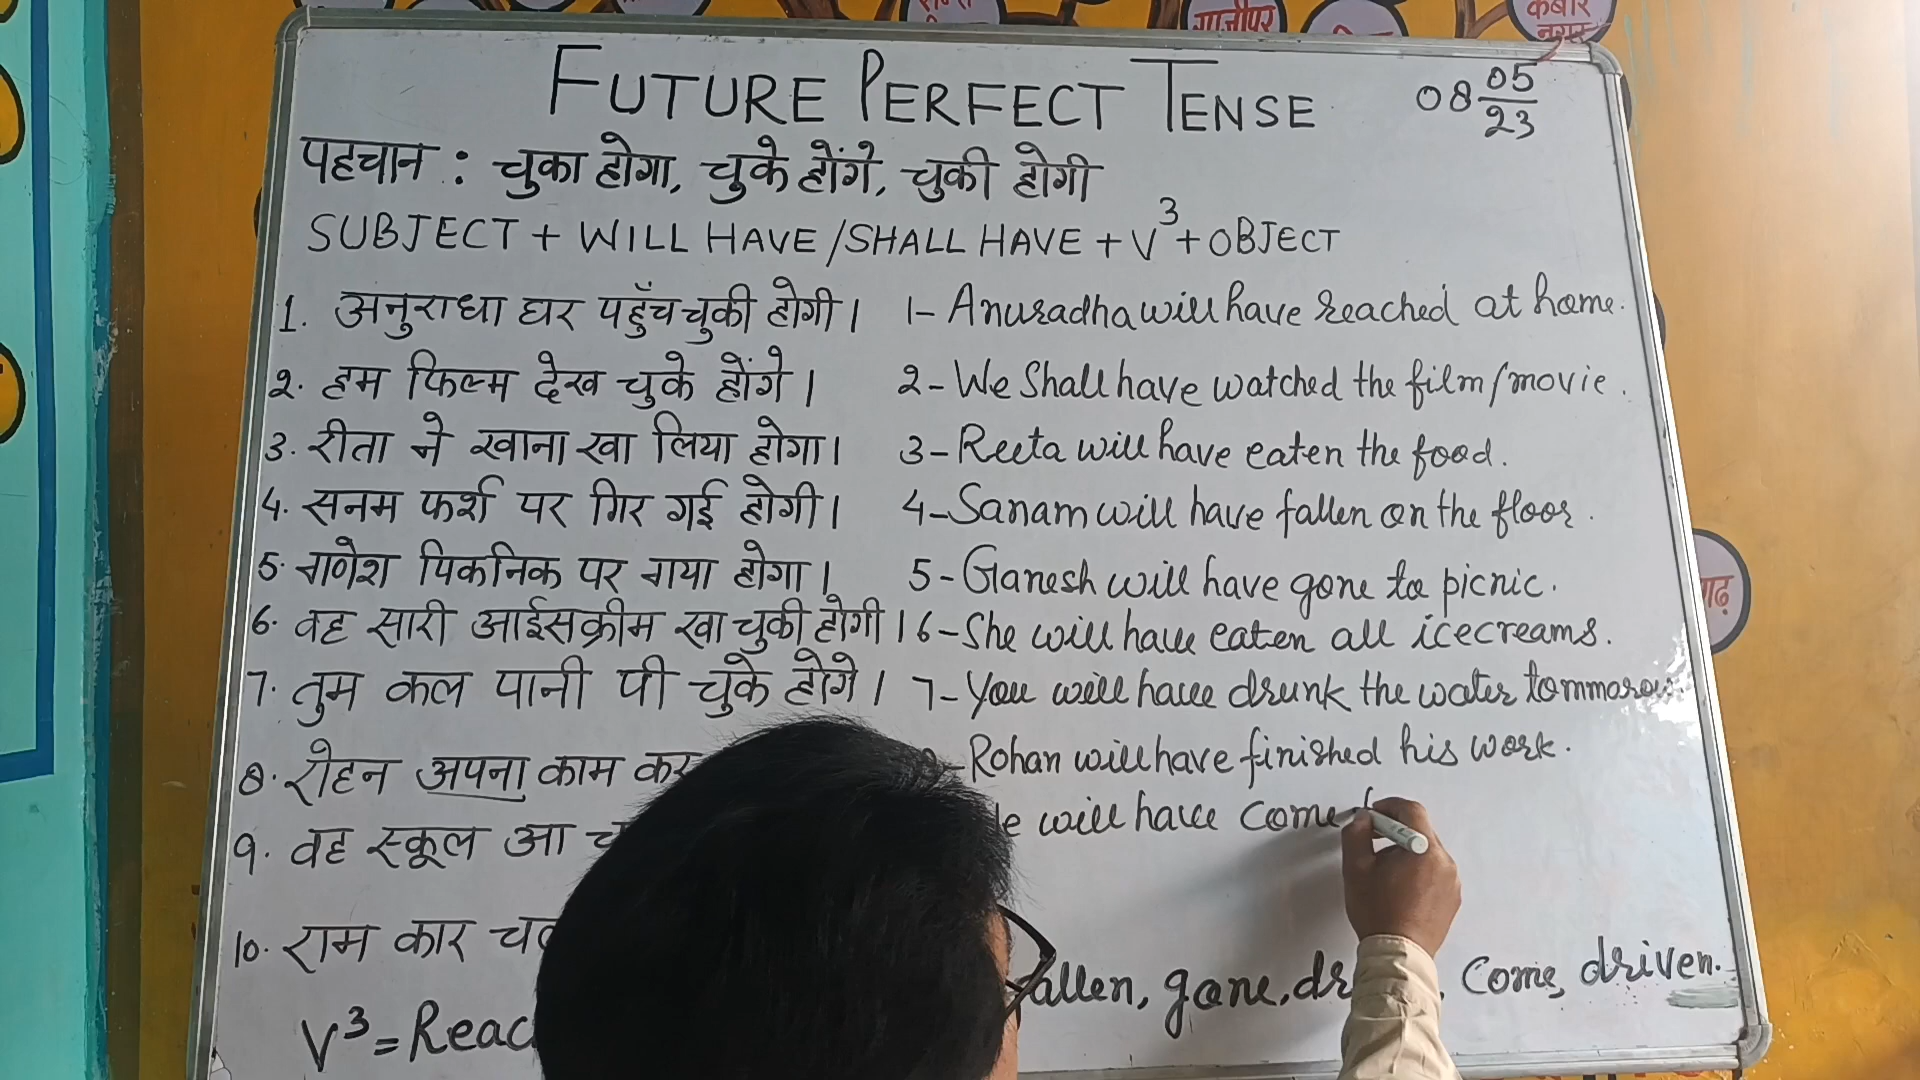 गाजीपुर
कबीर
नगर
FUTURE PERFECT TENSE
08 05/23
पहचान : चुका होगा, चुके होंगे, चुकी होगी
SUBJECT + WILL HAVE /SHALL HAVE + V³ + OBJECT
1. अनुराधा घर पहुँच चुकी होगी। 1- Anuradha will have reached at home.
2. हम फिल्म देख चुके होंगे। 2- We Shall have watched the film/movie.
3. रीता ने खाना खा लिया होगा। 3- Reeta will have eaten the food.
4. सनम फर्श पर गिर गई होगी। 4- Sanam will have fallen on the floor.
5. गणेश पिकनिक पर गया होगा। 5- Ganesh will have gone to picnic.
6. वह सारी आईसक्रीम खा चुकी होगी। 6- She will have eaten all icecreams.
7. तुम कल पानी पी चुके होगे। 7- You will have drunk the water tommorow.
8. रोहन अपना काम कर Rohan will have finished his work.
9. वह स्कूल आ will have come
10. राम कार
V³ = gone, come, driven.